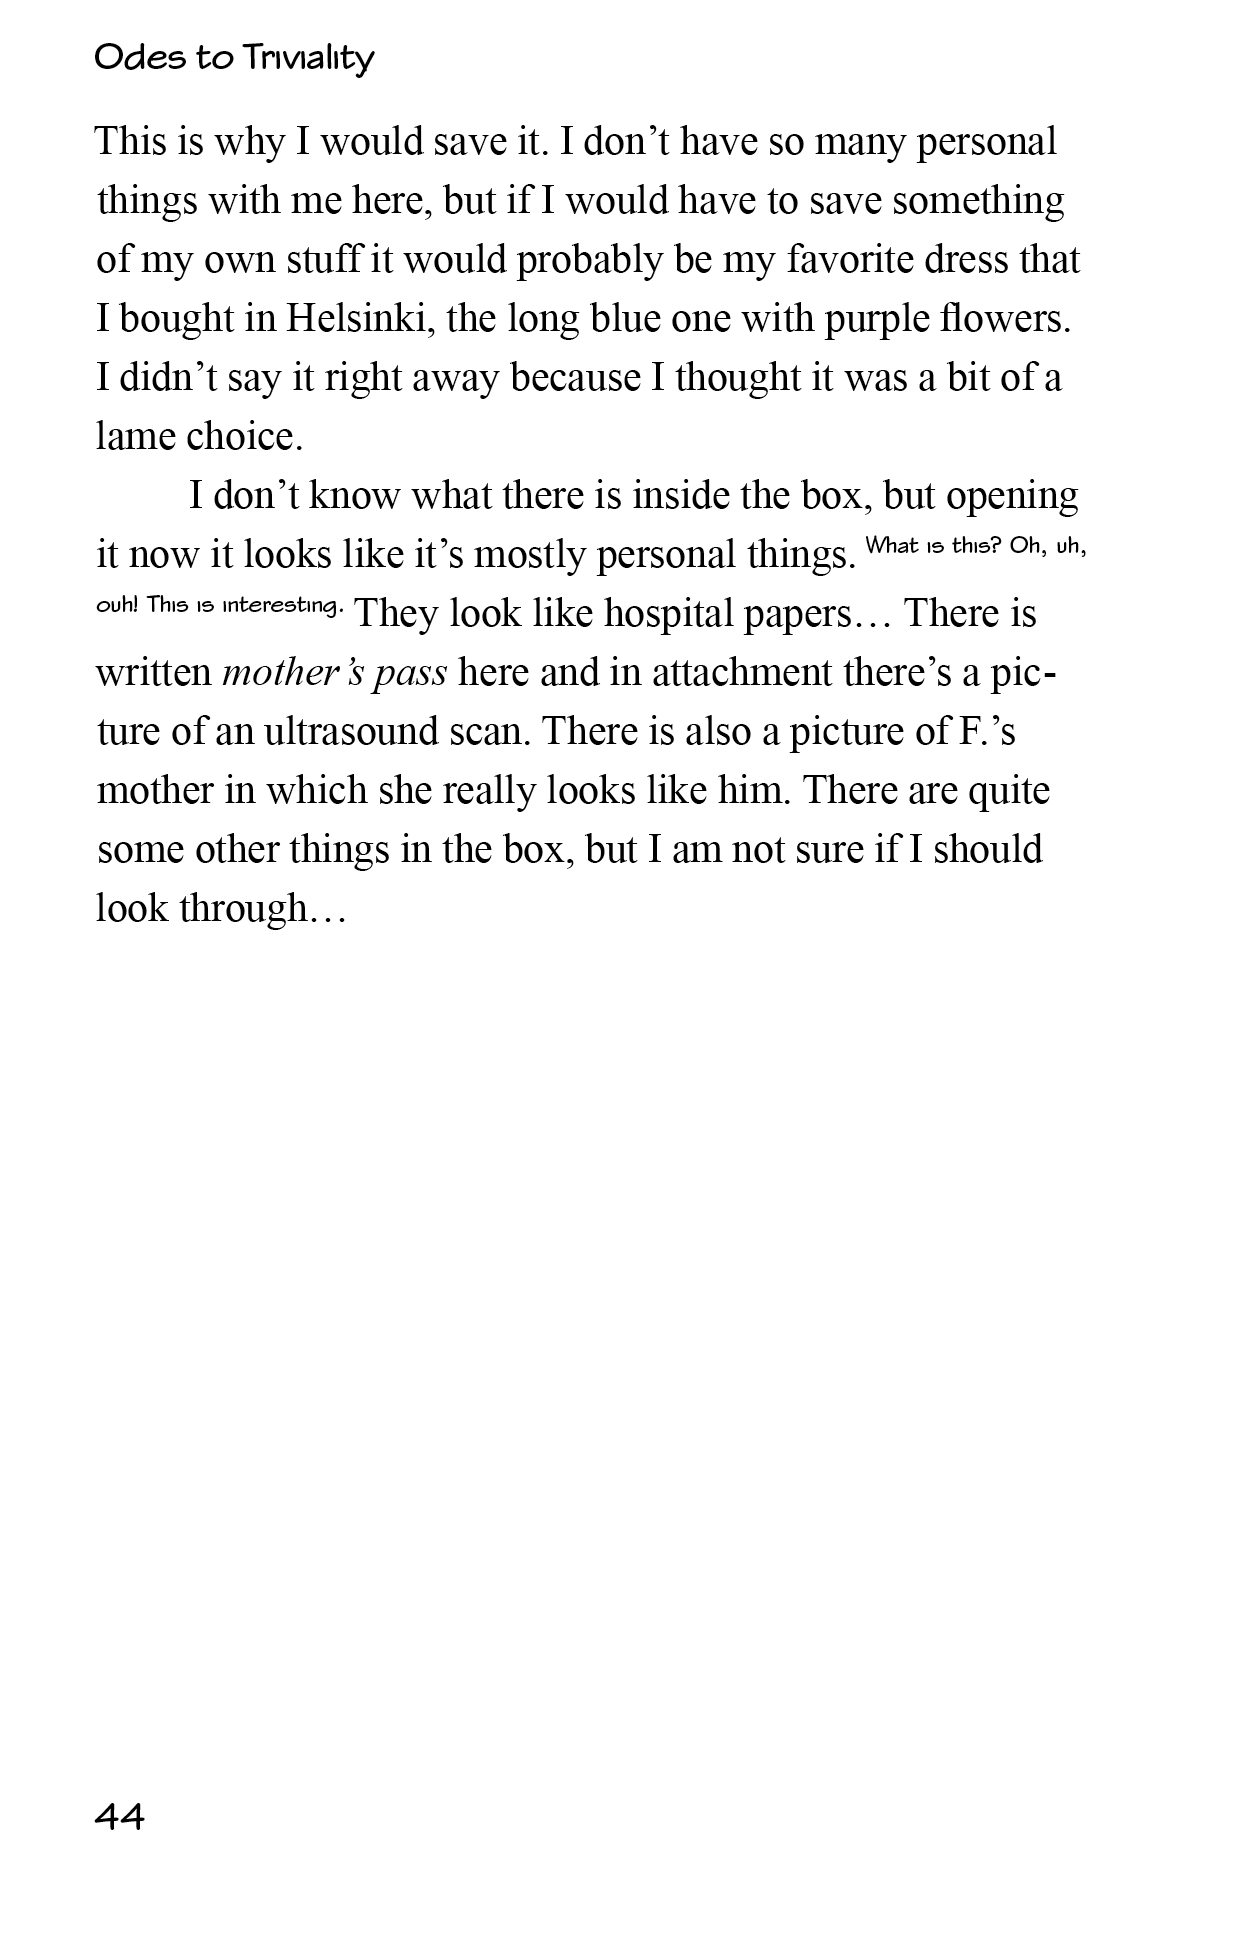 Odes to Triviality
This is why I would save it. I don’t have so many personal
things with me here, but if I would have to save something
of my own stuff it would probably be my favorite dress that
I bought in Helsinki, the long blue one with purple flowers.
I didn’t say it right away because I thought it was a bit of a
lame choice.
I don’t know what there is inside the box, but opening
it now it looks like it’s mostly personal things. What is this? Oh, uh,
ouh! This is interesting. They look like hospital papers… There is
written mother’s pass here and in attachment there’s a pic-
ture of an ultrasound scan. There is also a picture of F.’s
mother in which she really looks like him. There are quite
some other things in the box, but I am not sure if I should
look through…
44